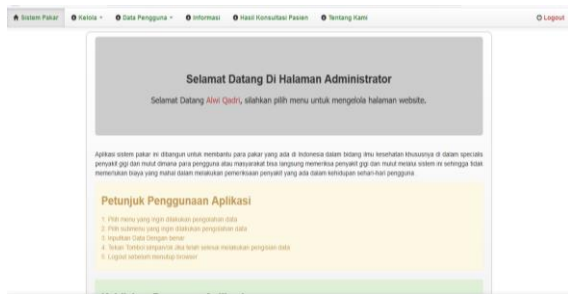 Sistem Pakar Kelola Data Pengguna Informasi Hasil Konsultasi Pasien Tentang Kami Logout
Selamat Datang Di Halaman Administrator
Selamat Datang Alwi Qadri, silahkan pilih menu untuk mengelola halaman website.
Aplikasi sistem pakar ini dibangun untuk membantu para pakar yang ada di Indonesia dalam bidang ilmu kesehatan khususnya di dalam specialis
penyakit gigi dan mulut dimana para pengguna atau masyarakat bisa langsung memeriksa penyakit gigi dan mulut melalui sistem ini sehingga tidak
memerlukan biaya yang mahal dalam melakukan pemeriksaan penyakit yang ada dalam kehidupan sehari-hari pengguna
Petunjuk Penggunaan Aplikasi
1. Pilih menu yang ingin dilakukan pengolahan data
2. Pilih submenu yang ingin dilakukan pengolahan data
3. Inputkan Data Dengan benar
4. Tekan Tombol simpan/ok Jika telah selesai melakukan pengisian data
5. Logout sebelum menutup browser